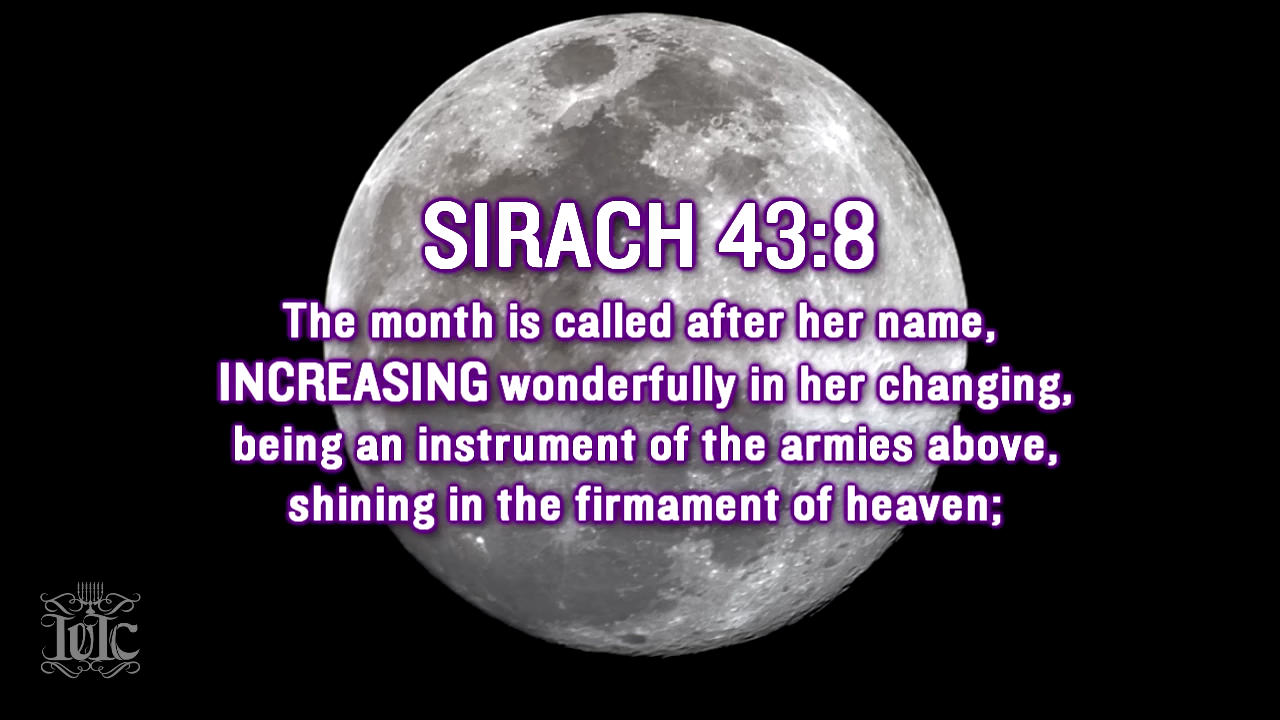 SIRACH 43:8
The month is called after her name,
INCREASING wonderfully in her changing,
being an instrument of the armies above,
shining in the firmament of heaven;
IUIC